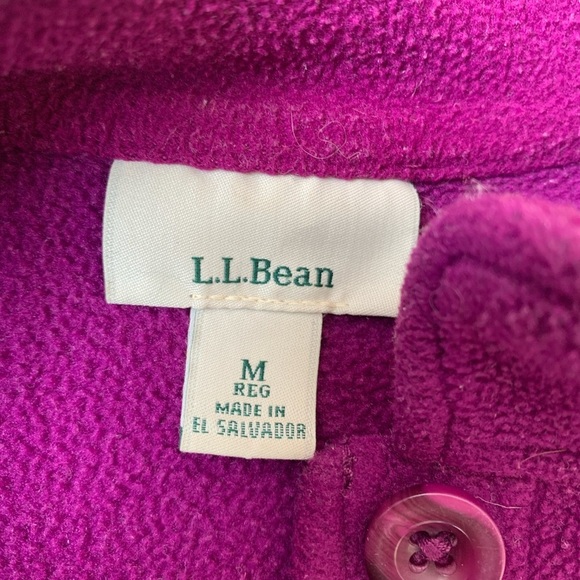 L.L.Bean
M
REG
MADE IN
EL SALVADOR